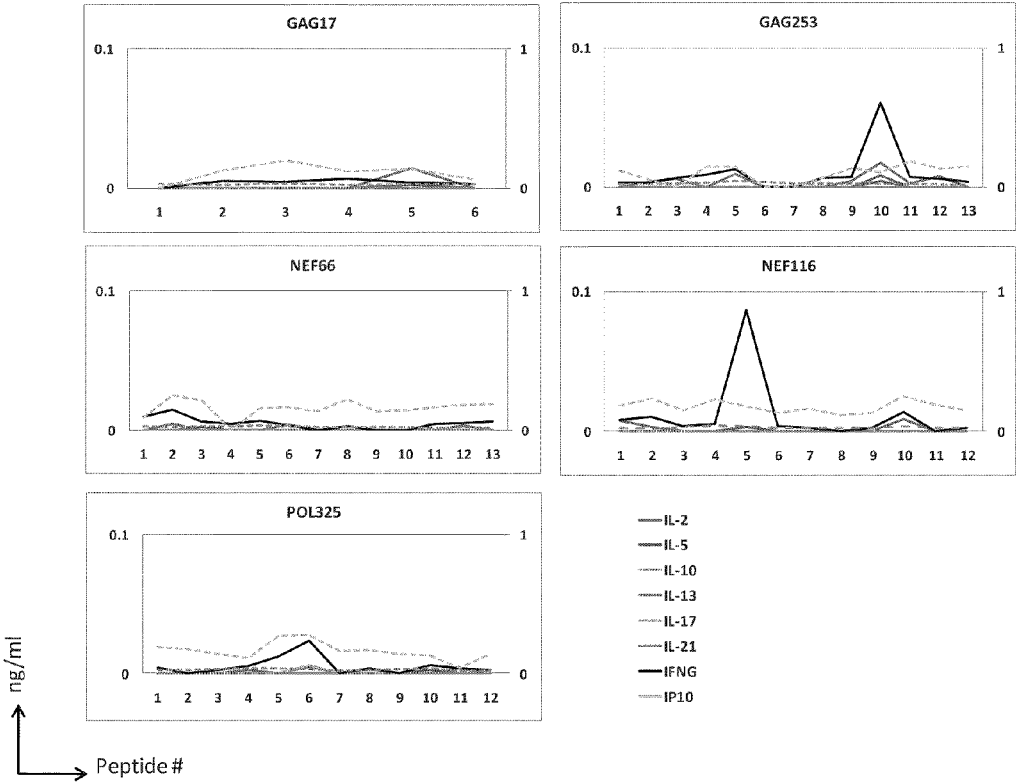 GAG17
0.1 1
0 0
1 2 3 4 5 6
GAG253
0.1 1
0 0
1 2 3 4 5 6 7 8 9 10 11 12 13
NEF66
0.1 1
0 0
1 2 3 4 5 6 7 8 9 10 11 12 13
NEF116
0.1 1
0 0
1 2 3 4 5 6 7 8 9 10 11 12
POL325
0.1 1
0 0
1 2 3 4 5 6 7 8 9 10 11 12
IL-2
IL-5
IL-10
IL-13
IL-17
IL-21
IFNG
IP10
ng/ml
Peptide #